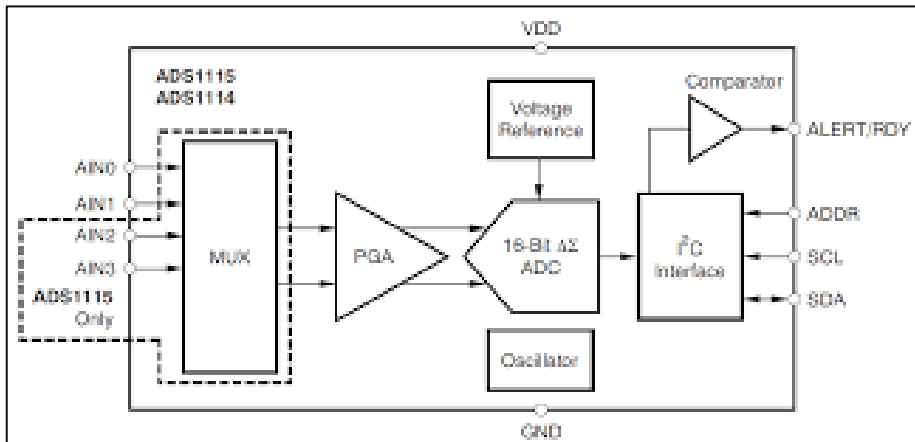 VDD
ADS1115
ADS1114
Comparator
Voltage
Reference
ALERT/RDY
AIN0
AIN1
AIN2
AIN3
MUX
PGA
16-Bit ΔΣ
ADC
I²C
Interface
ADDR
SCL
SDA
ADS1115
Only
Oscillator
GND